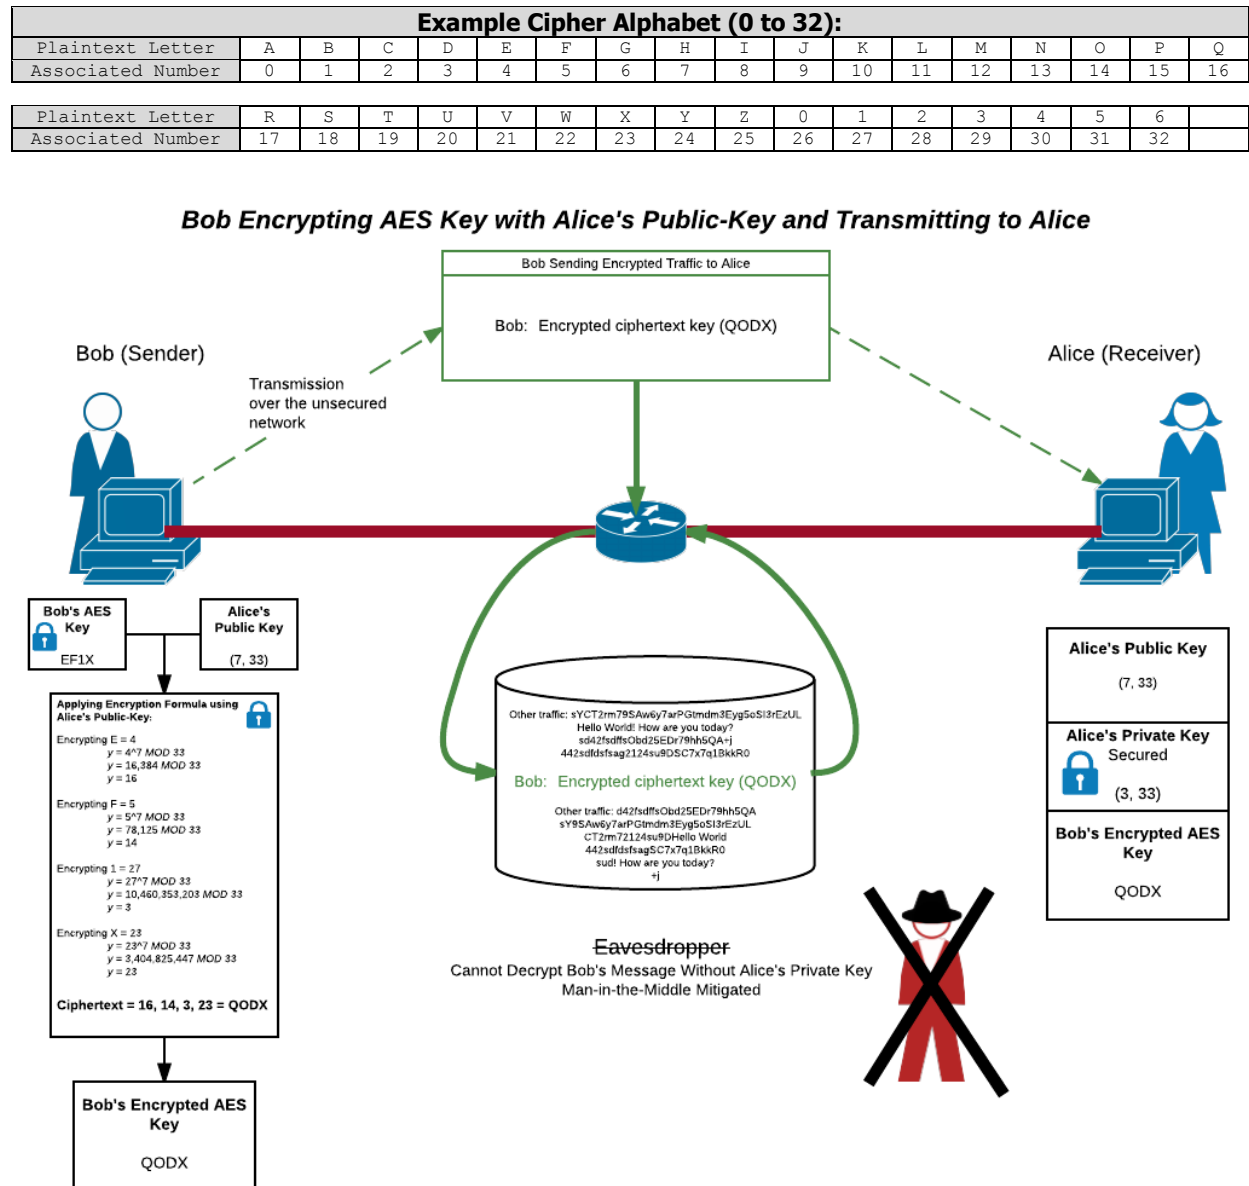 Example Cipher Alphabet (0 to 32):
Plaintext Letter A B C D E F G H I J K L M N O P Q
Associated Number 0 1 2 3 4 5 6 7 8 9 10 11 12 13 14 15 16
Plaintext Letter R S T U V W X Y Z 0 1 2 3 4 5 6
Associated Number 17 18 19 20 21 22 23 24 25 26 27 28 29 30 31 32
Bob Encrypting AES Key with Alice's Public-Key and Transmitting to Alice
Bob Sending Encrypted Traffic to Alice
Bob: Encrypted ciphertext key (QODX)
Bob (Sender)
Alice (Receiver)
Transmission
over the unsecured
network
Bob's AES
Key
EF1X
Alice's
Public Key
(7, 33)
Applying Encryption Formula using
Alice's Public-Key:
Encrypting E = 4
y = 4^7 MOD 33
y = 16,384 MOD 33
y = 16
Encrypting F = 5
y = 5^7 MOD 33
y = 78,125 MOD 33
y = 14
Encrypting 1 = 27
y = 27^7 MOD 33
y = 10,460,353,203 MOD 33
y = 3
Encrypting X = 23
y = 23^7 MOD 33
y = 3,404,825,447 MOD 33
y = 23
Ciphertext = 16, 14, 3, 23 = QODX
Bob's Encrypted AES
Key
QODX
Other traffic: sYCT2rm79SAw6y7arPGtmdm3Eyg5oSI3rEzUL
Hello World! How are you today?
sd42fsdffsObd25EDr79hh5QA+j
442sdfdsfsag2124su9DSC7x7q1BkkR0
Bob: Encrypted ciphertext key (QODX)
Other traffic: d42fsdffsObd25EDr79hh5QA
sY9SAw6y7arPGtmdm3Eyg5oSI3rEzUL
CT2rm72124su9DHello World
442sdfdsfsagSC7x7q1BkkR0
sud! How are you today?
+j
Eavesdropper
Cannot Decrypt Bob's Message Without Alice's Private Key
Man-in-the-Middle Mitigated
Alice's Public Key
(7, 33)
Alice's Private Key
Secured
(3, 33)
Bob's Encrypted AES
Key
QODX